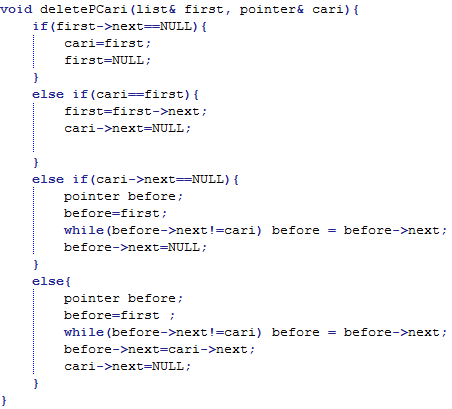 void deletePCari(list& first, pointer& cari){
    if(first->next==NULL){
        cari=first;
        first=NULL;
    }
    else if(cari==first){
        first=first->next;
        cari->next=NULL;

    }
    else if(cari->next==NULL){
        pointer before;
        before=first;
        while(before->next!=cari) before = before->next;
        before->next=NULL;
    }
    else{
        pointer before;
        before=first ;
        while(before->next!=cari) before = before->next;
        before->next=cari->next;
        cari->next=NULL;
    }
}